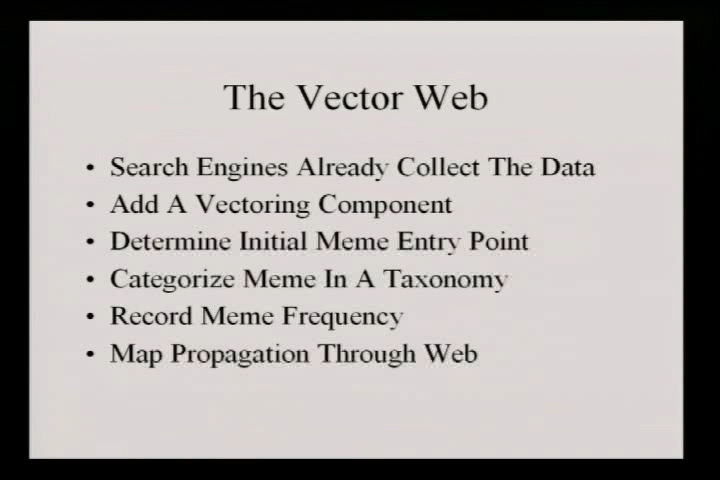 The Vector Web
• Search Engines Already Collect The Data
• Add A Vectoring Component
• Determine Initial Meme Entry Point
• Categorize Meme In A Taxonomy
• Record Meme Frequency
• Map Propagation Through Web